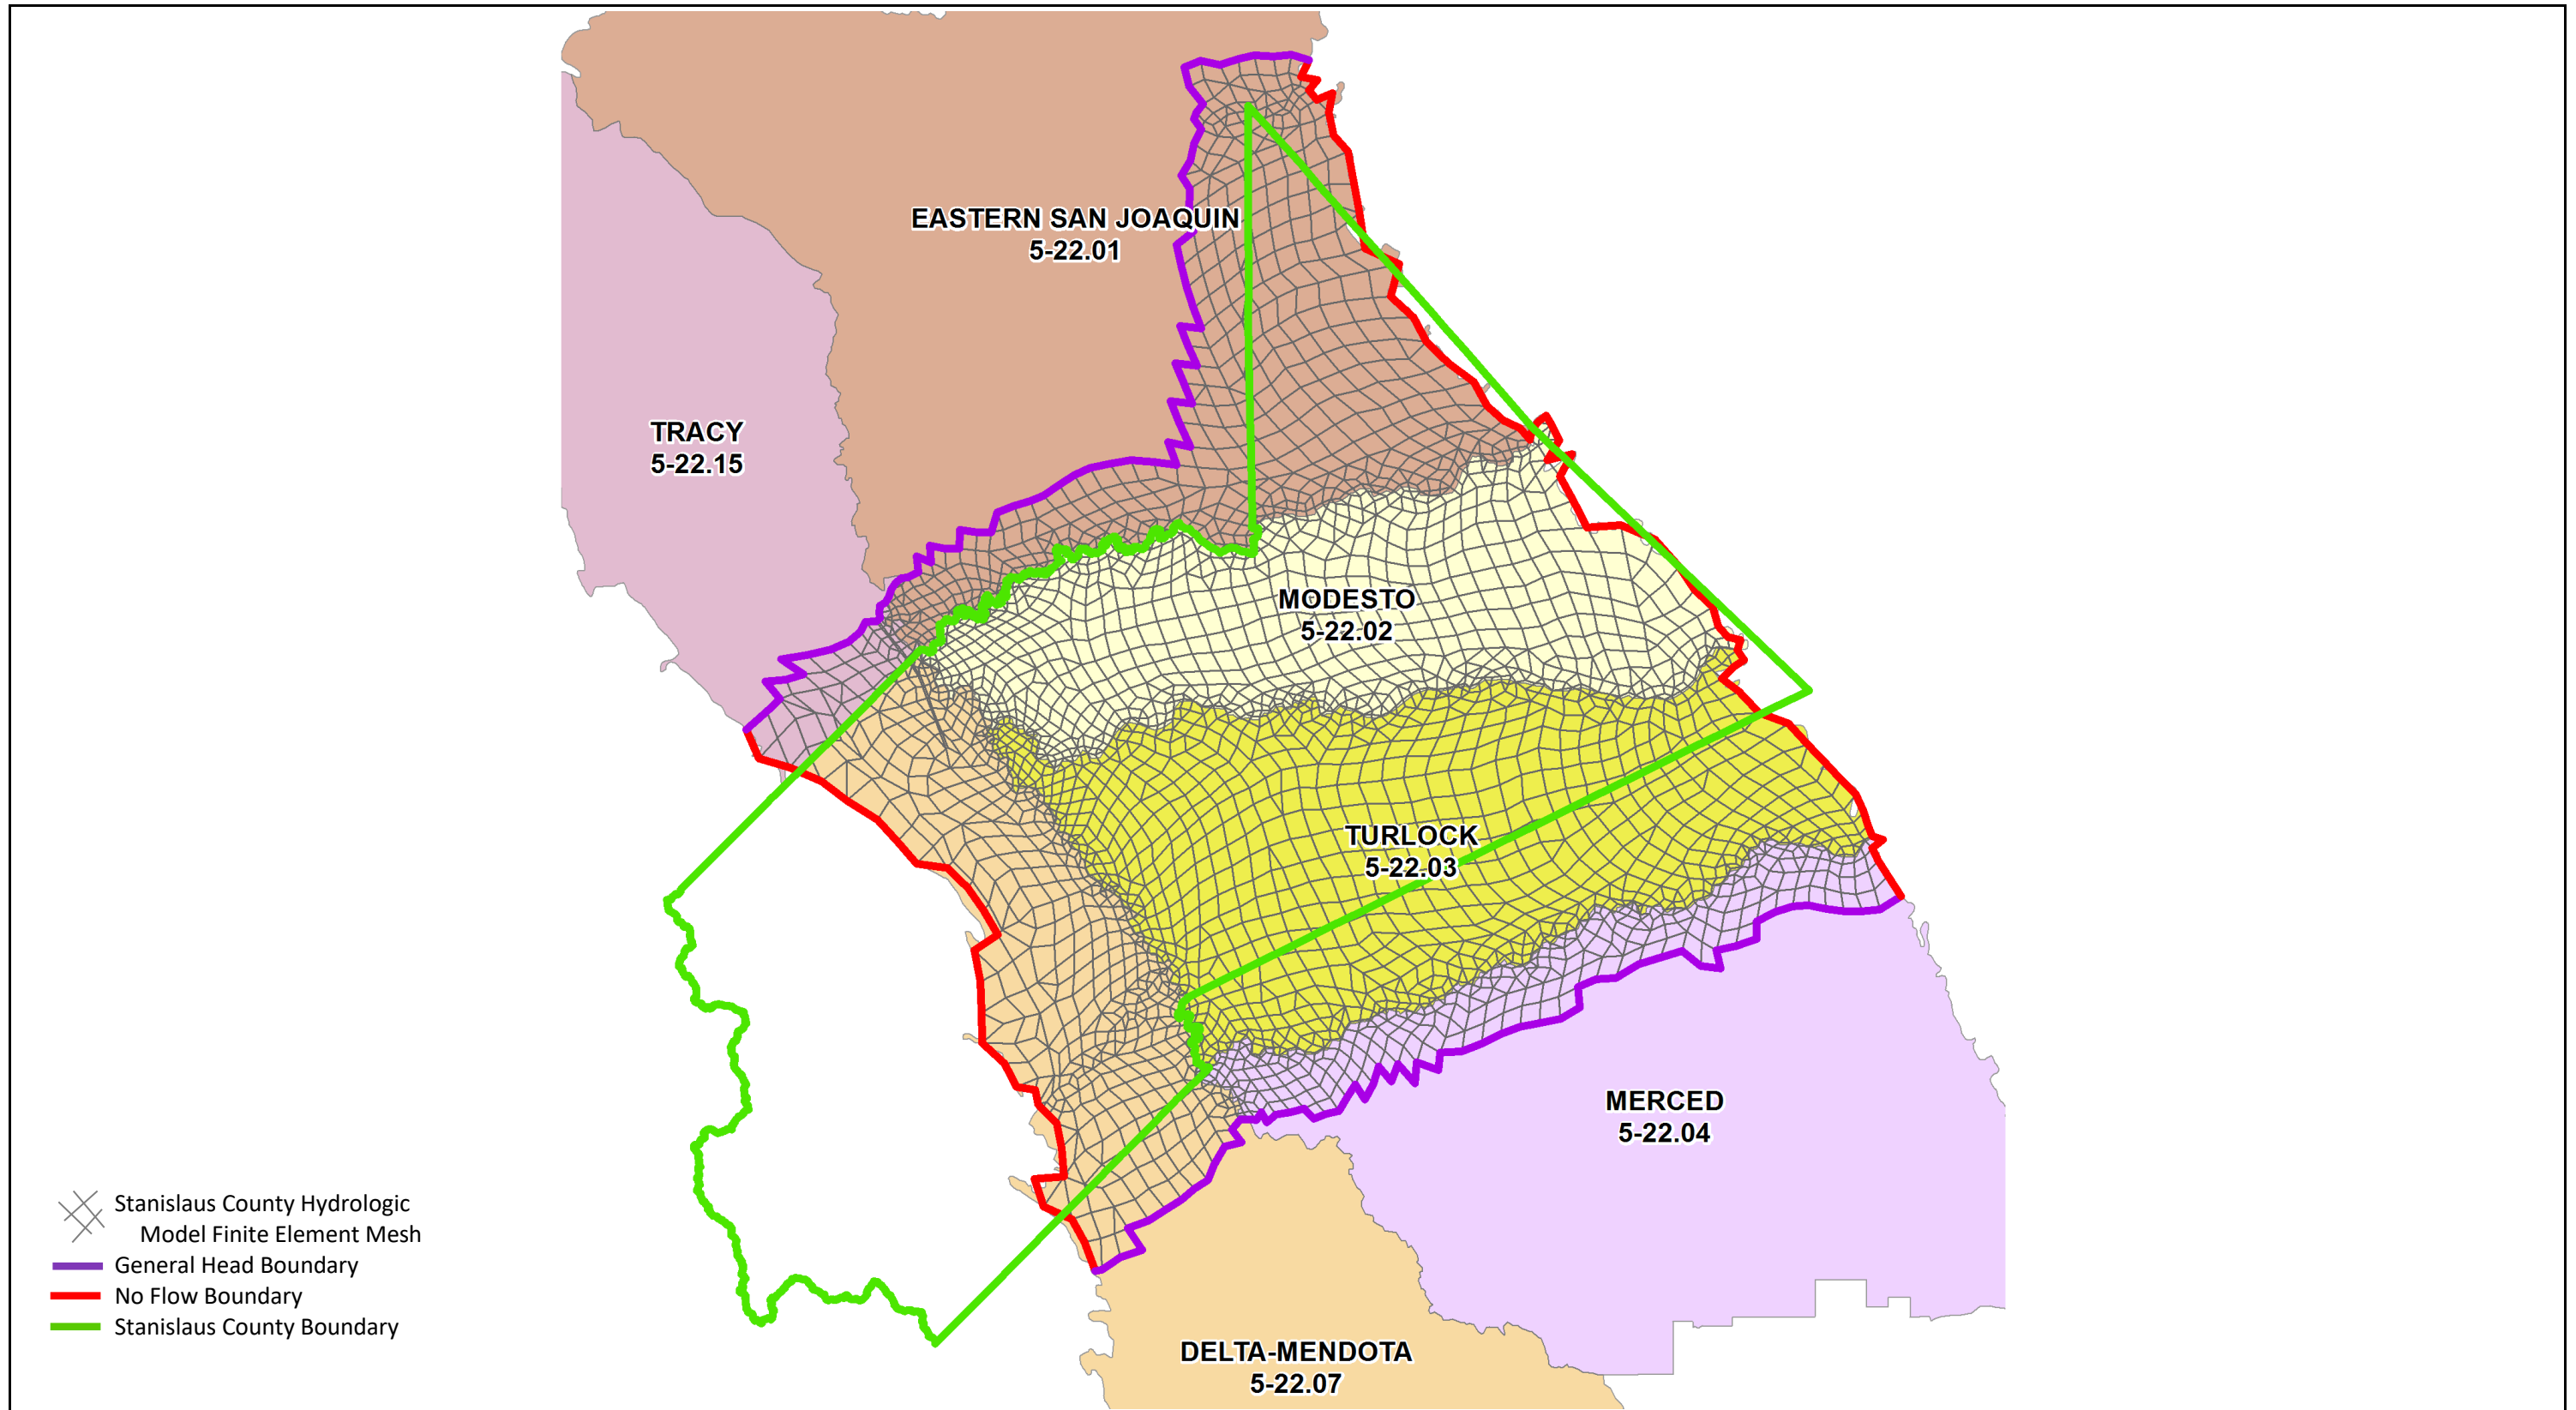 EASTERN SAN JOAQUIN
5-22.01
TRACY
5-22.15
MODESTO
5-22.02
TURLOCK
5-22.03
MERCED
5-22.04
DELTA-MENDOTA
5-22.07
Stanislaus County Hydrologic
Model Finite Element Mesh
General Head Boundary
No Flow Boundary
Stanislaus County Boundary